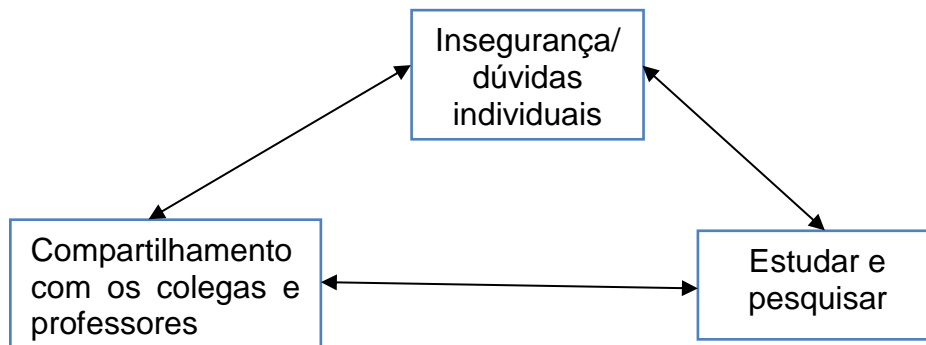 Insegurança/
dúvidas
individuais
Compartilhamento
com os colegas e
professores
Estudar e
pesquisar